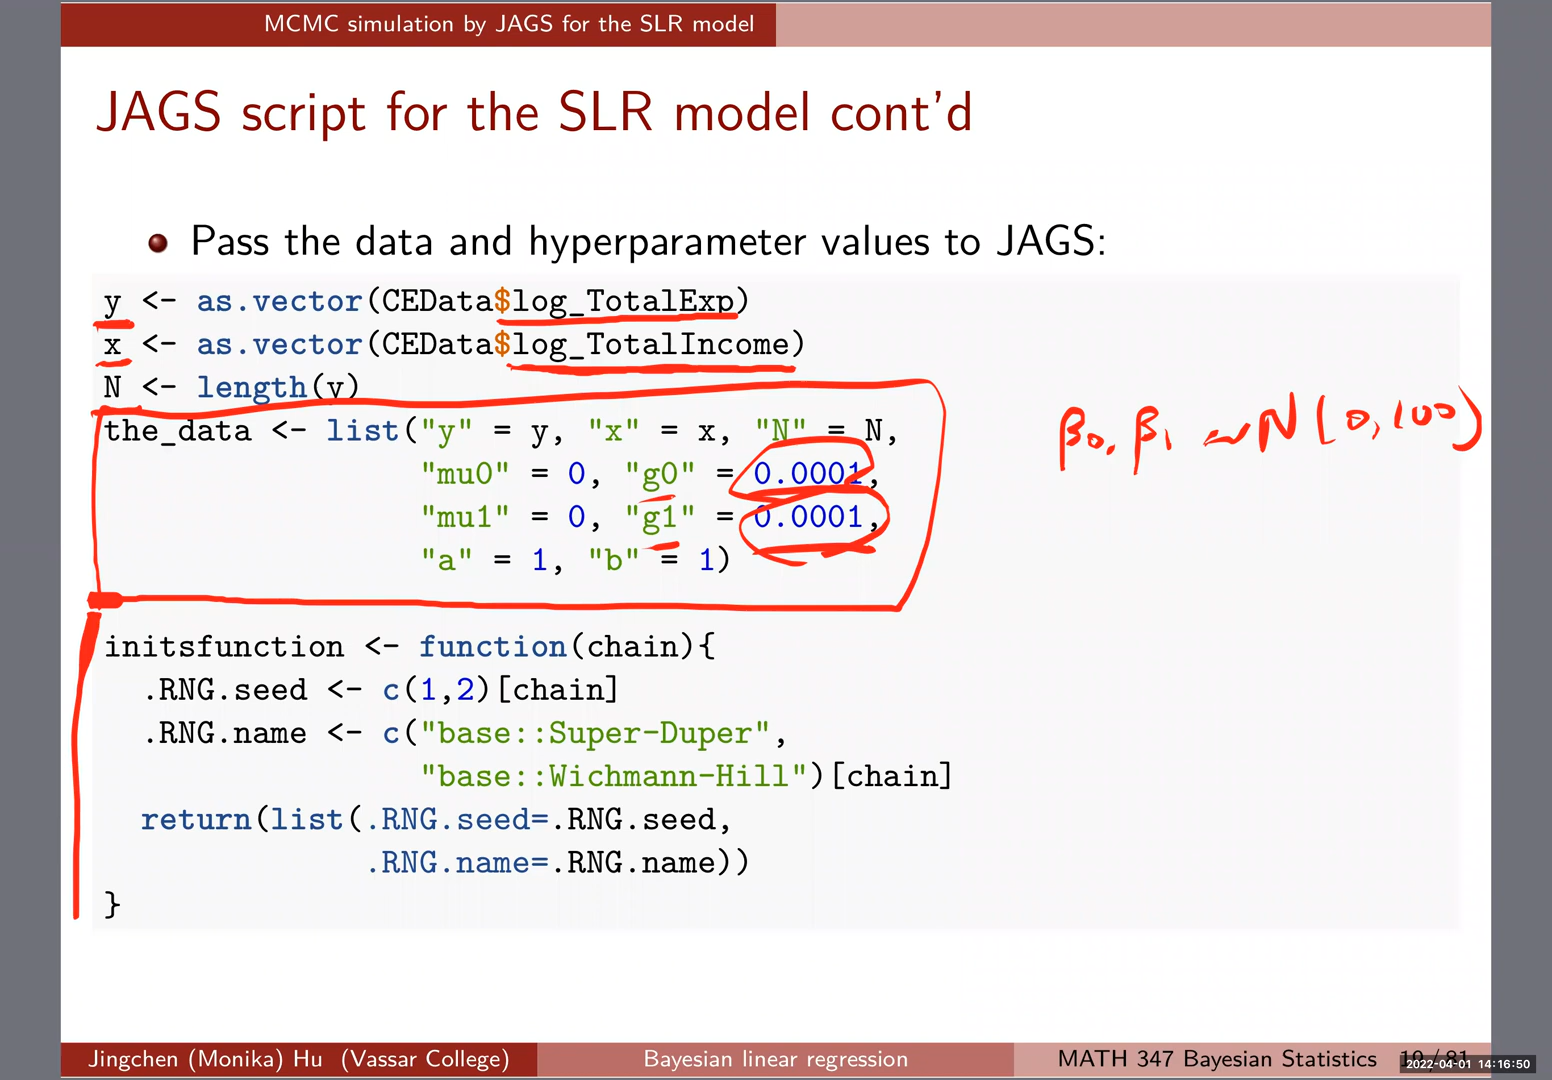 MCMC simulation by JAGS for the SLR model
JAGS script for the SLR model cont'd
Pass the data and hyperparameter values to JAGS:
y <- as.vector(CEData$log_TotalExp)
x <- as.vector(CEData$log_TotalIncome)
N <- length(y)
the_data <- list("y" = y, "x" = x, "N" = N,
"mu0" = 0, "g0" = 0.0001,
"mu1" = 0, "g1" = 0.0001,
"a" = 1, "b" = 1)
β0, β1 ~ N(0,100)
initsfunction <- function(chain){
.RNG.seed <- c(1,2)[chain]
.RNG.name <- c("base::Super-Duper",
"base::Wichmann-Hill")[chain]
return(list(.RNG.seed=.RNG.seed,
.RNG.name=.RNG.name))
}
Jingchen (Monika) Hu (Vassar College) Bayesian linear regression MATH 347 Bayesian Statistics
2022-04-01 14:16:50